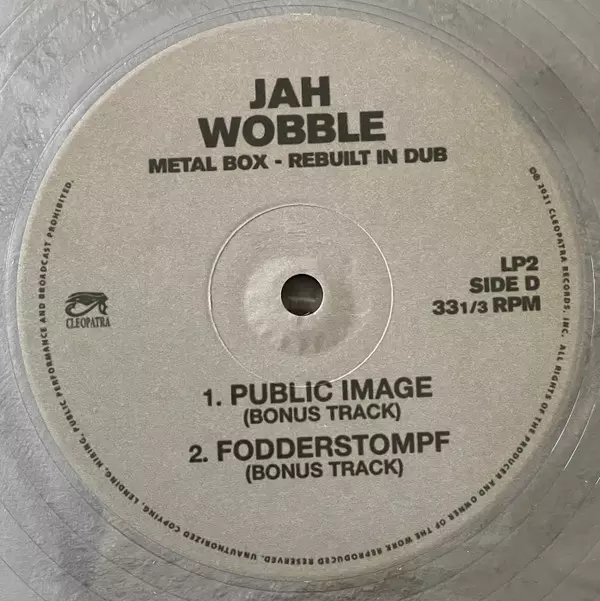 JAH
WOBBLE
METAL BOX - REBUILT IN DUB
LP2
SIDE D
33 1/3 RPM
CLEOPATRA
1. PUBLIC IMAGE
(BONUS TRACK)
2. FODDERSTOMPF
(BONUS TRACK)
℗© 2021 CLEOPATRA RECORDS, INC. ALL RIGHTS OF THE PRODUCER AND OWNER OF THE WORK REPRODUCED RESERVED. UNAUTHORIZED COPYING, LENDING, HIRING, PUBLIC PERFORMANCE AND BROADCAST PROHIBITED.